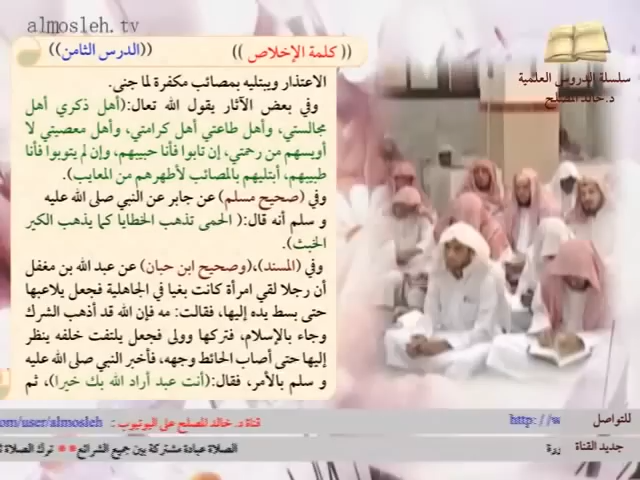 almosleh.tv
((كلمة الإخلاص)) ((الدرس الثامن))
سلسلة الدروس العلمية
د. خالد المصلح
الاعتذار ويبتليه بمصائب مكفرة لما جنى.
وفي بعض الآثار يقول الله تعال:(أهل ذكري أهل
مجالستي، وأهل طاعتي أهل كرامتي، وأهل معصيتي لا
أويسهم من رحمتي، إن تابوا فأنا حبيبهم، وإن لم يتوبوا فأنا
طبيبهم، أبتليهم بالمصائب لأطهرهم من المعايب).
وفي (صحيح مسلم) عن جابر عن النبي صلى الله عليه
و سلم أنه قال:( الحمى تذهب الخطايا كما يذهب الكير
الخبث).
وفي (المسند)،(وصحيح ابن حبان) عن عبد الله بن مغفل
أن رجلا لقي امرأة كانت بغيا في الجاهلية فجعل يلاعبها
حتى بسط يده إليها، فقالت: مه فإن الله قد أذهب الشرك
وجاء بالإسلام، فتركها وولى فجعل يلتفت خلفه ينظر
إليها حتى أصاب الحائط وجهه، فأخبر النبي صلى الله عليه
و سلم بالأمر، فقال:(أنت عبد أراد الله بك خيرا)، ثم
للتواصل http://w قناة د. خالد المصلح على اليوتيوب : om/user/almosleh
جديد القناة روة الصلاة عبادة مشتركة بين جميع الشرائع ** ترك الصلاة